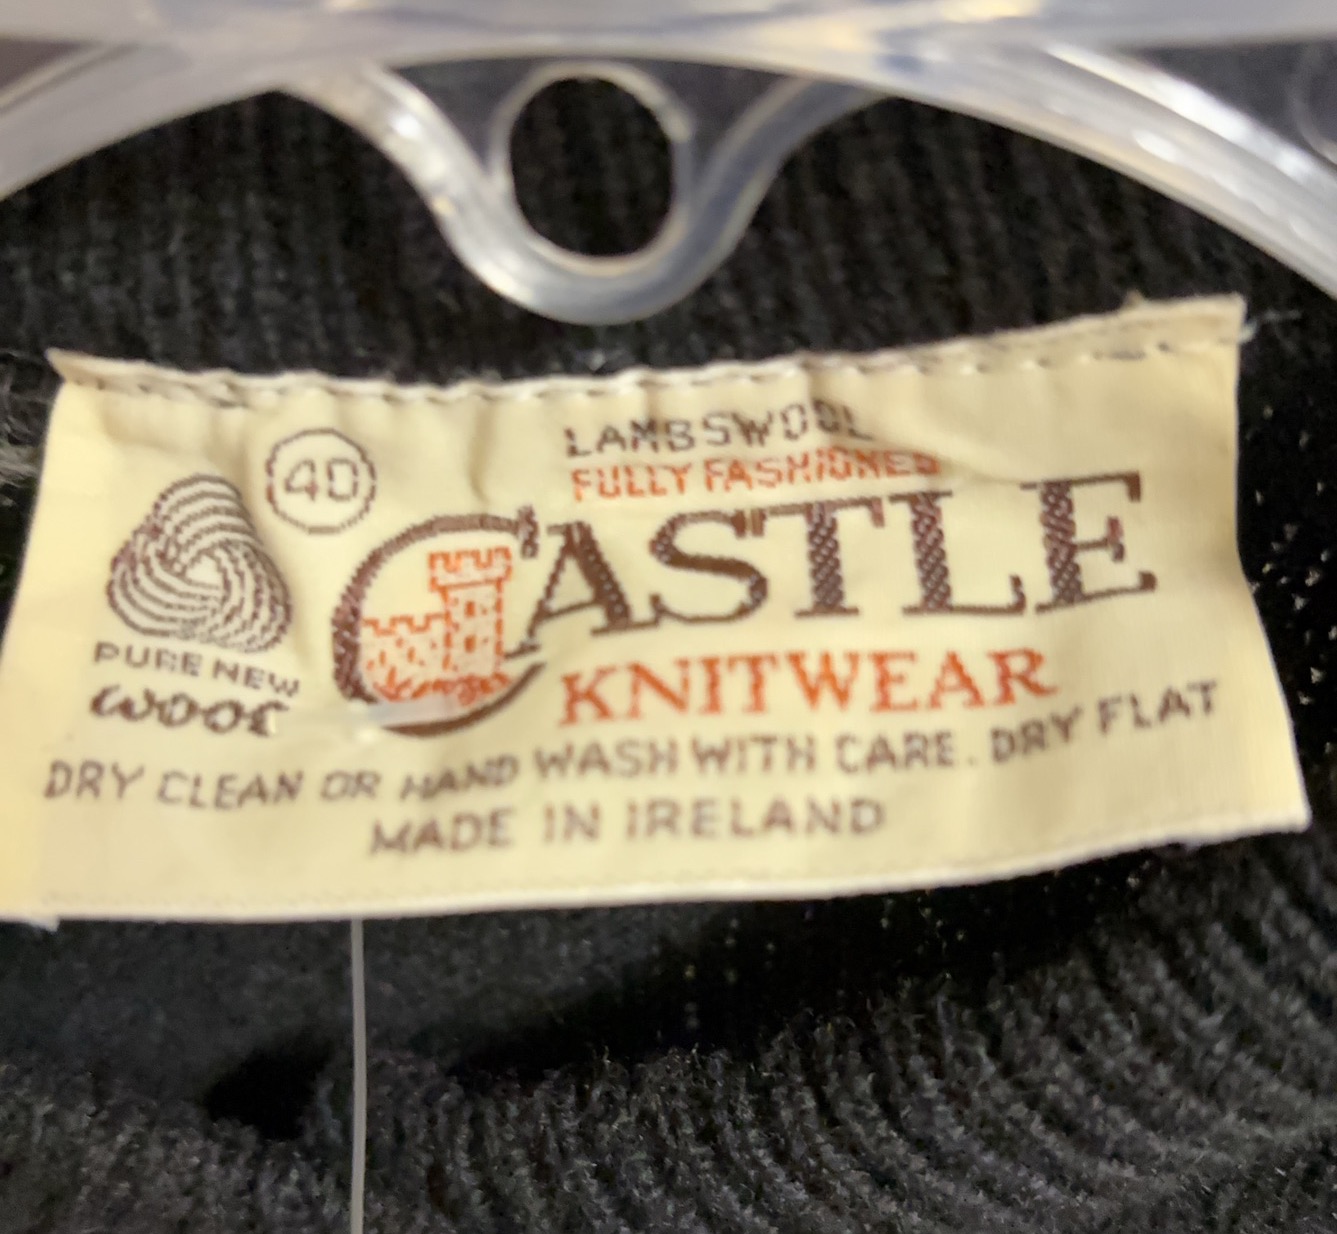 40
LAMBSWOOL
FULLY FASHIONED
CASTLE
KNITWEAR
PURE NEW
WOOL
DRY CLEAN OR HAND WASH WITH CARE. DRY FLAT
MADE IN IRELAND